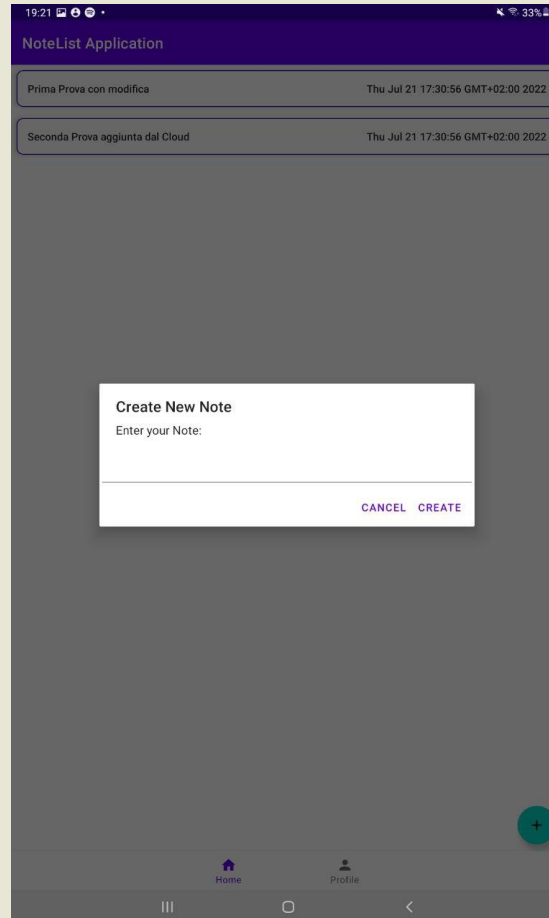 19:21 33%
NoteList Application
Prima Prova con modifica Thu Jul 21 17:30:56 GMT+02:00 2022
Seconda Prova aggiunta dal Cloud Thu Jul 21 17:30:56 GMT+02:00 2022
Create New Note
Enter your Note:
CANCEL CREATE
Home Profile